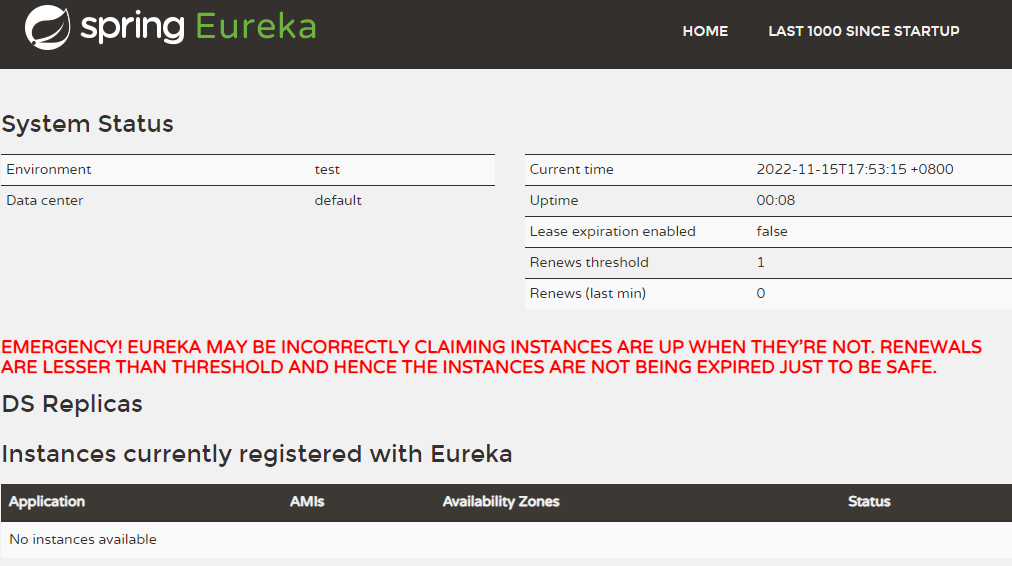 spring Eureka
HOME LAST 1000 SINCE STARTUP
System Status
Environment test
Data center default
Current time 2022-11-15T17:53:15 +0800
Uptime 00:08
Lease expiration enabled false
Renews threshold 1
Renews (last min) 0
EMERGENCY! EUREKA MAY BE INCORRECTLY CLAIMING INSTANCES ARE UP WHEN THEY'RE NOT. RENEWALS
ARE LESSER THAN THRESHOLD AND HENCE THE INSTANCES ARE NOT BEING EXPIRED JUST TO BE SAFE.
DS Replicas
Instances currently registered with Eureka
Application AMIs Availability Zones Status
No instances available